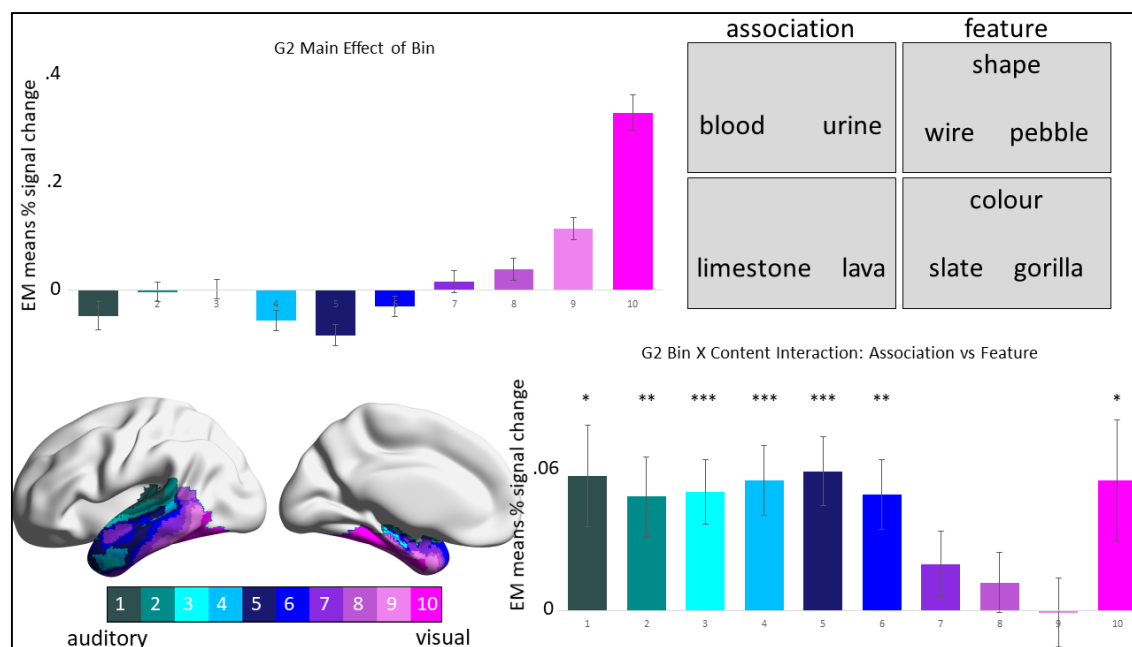 G2 Main Effect of Bin
EM means % signal change
.4
.2
0
1 2 3 4 5 6 7 8 9 10
association
blood urine
limestone lava
feature
shape
wire pebble
colour
slate gorilla
1 2 3 4 5 6 7 8 9 10
auditory visual
G2 Bin X Content Interaction: Association vs Feature
EM means % signal change
* ** *** *** *** ** *
.06
0
1 2 3 4 5 6 7 8 9 10